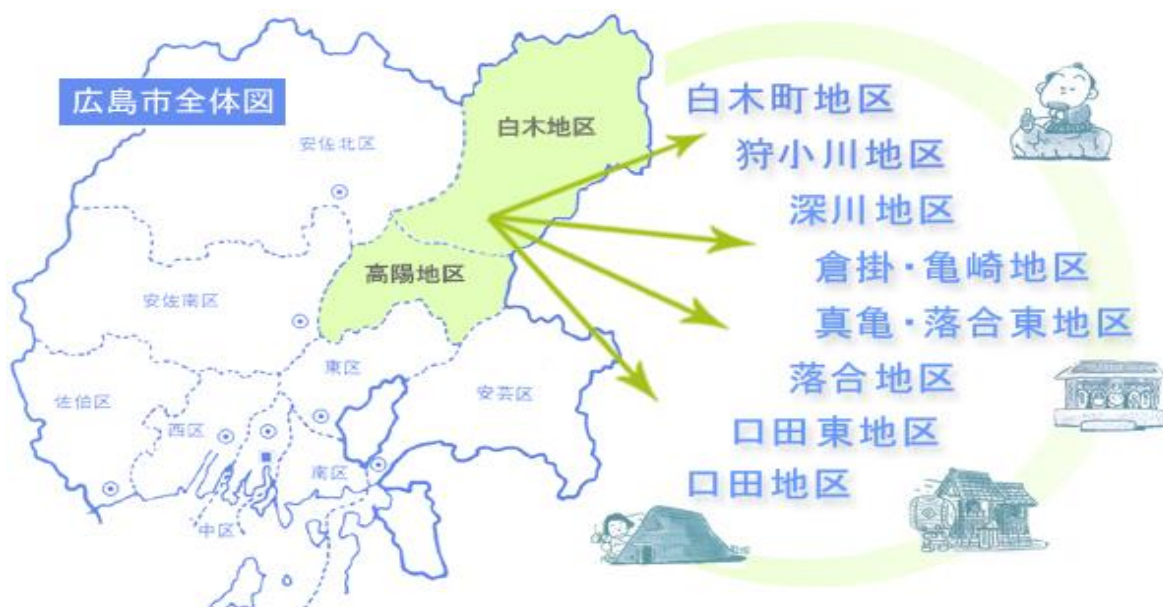 広島市全体図
安佐北区
白木地区
高陽地区
安佐南区
東区
安芸区
佐伯区
西区
南区
中区
白木町地区
狩小川地区
深川地区
倉掛・亀崎地区
真亀・落合東地区
落合地区
口田東地区
口田地区